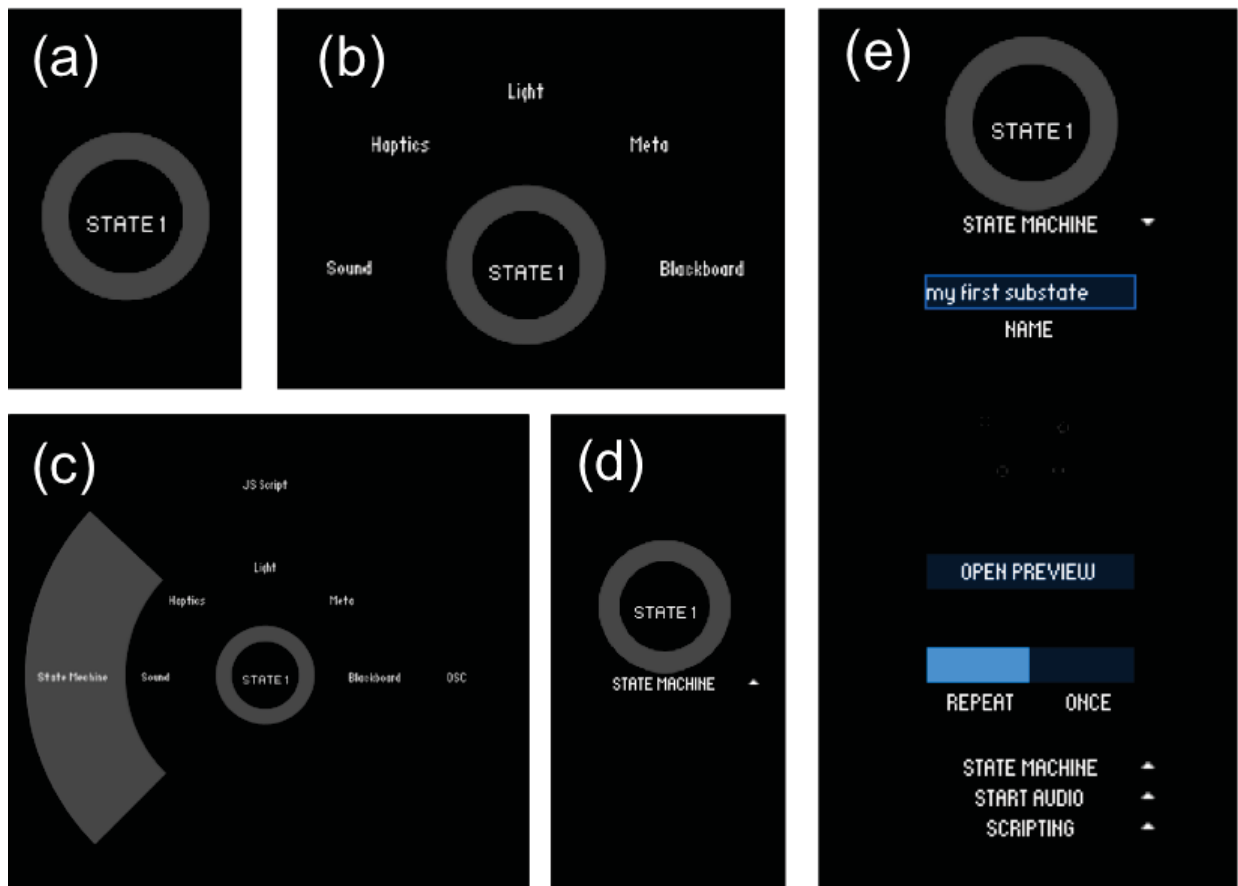 (a)
STATE 1
(b)
Light
Haptics
Meta
Sound
STATE 1
Blackboard
(c)
JS Script
Light
Haptics
Meta
State Machine
Sound
STATE 1
Blackboard
OSC
(d)
STATE 1
STATE MACHINE
(e)
STATE 1
STATE MACHINE
my first substate
NAME
OPEN PREVIEW
REPEAT ONCE
STATE MACHINE
START AUDIO
SCRIPTING